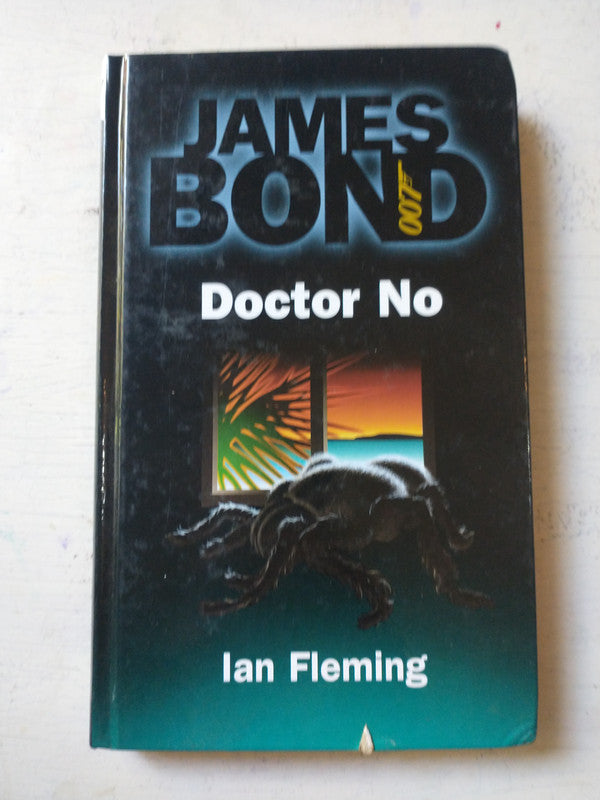 JAMES
BOND
007
Doctor No
Ian Fleming